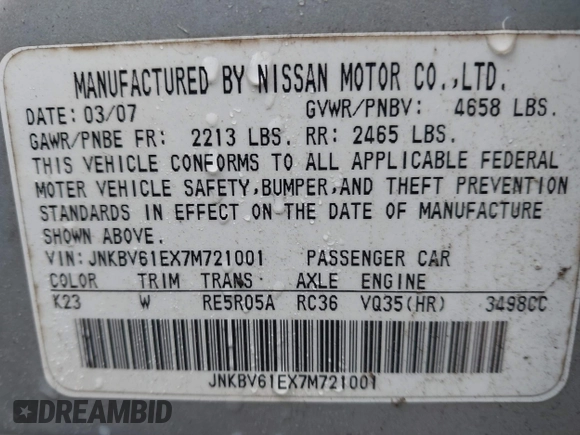 MANUFACTURED BY NISSAN MOTOR CO.,LTD.
DATE: 03/07 GVWR/PNBV: 4658 LBS.
GAWR/PNBE FR: 2213 LBS. RR: 2465 LBS.
THIS VEHICLE CONFORMS TO ALL APPLICABLE FEDERAL
MOTER VEHICLE SAFETY,BUMPER,AND THEFT PREVENTION
STANDARDS IN EFFECT ON THE DATE OF MANUFACTURE
SHOWN ABOVE.
VIN: JNKBV61EX7M721001 PASSENGER CAR
COLOR TRIM TRANS AXLE ENGINE
K23 W RE5R05A RC36 VQ35(HR) 3498CC
JNKBV61EX7M721001
DREAMBID